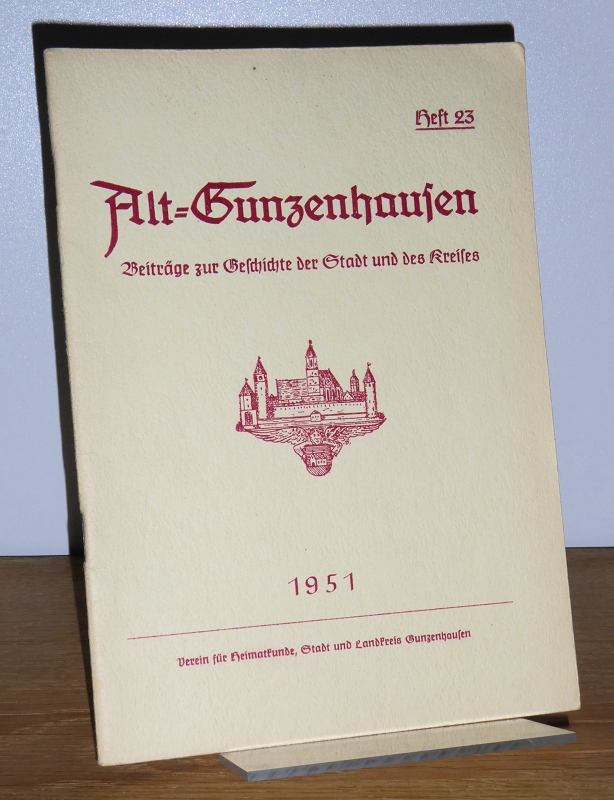 Heft 23
Alt-Gunzenhauſen
Beiträge zur Geſchichte der Stadt und des Kreiſes
1951
Verein für Heimatkunde, Stadt und Landkreis Gunzenhauſen